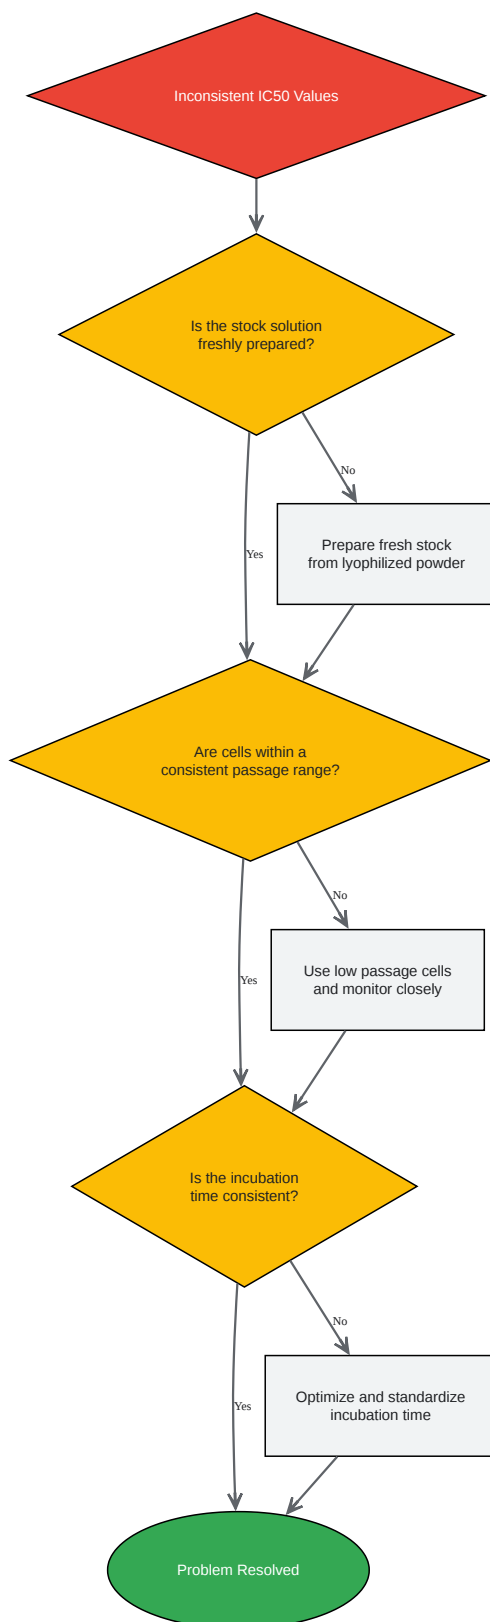 Inconsistent IC50 Values
Is the stock solution
freshly prepared?
No
Prepare fresh stock
from lyophilized powder
Yes
Are cells within a
consistent passage range?
No
Use low passage cells
and monitor closely
Yes
Is the incubation
time consistent?
No
Optimize and standardize
incubation time
Yes
Problem Resolved